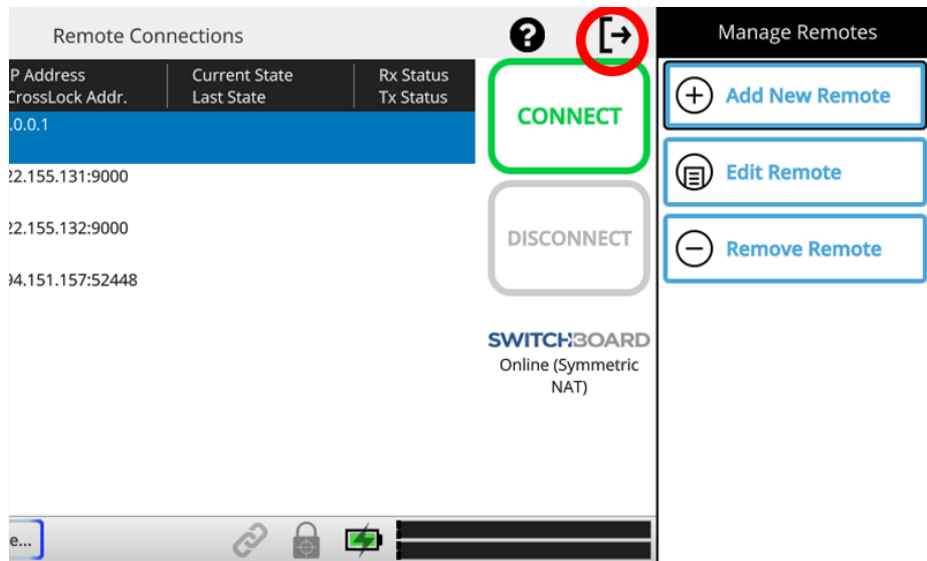 Remote Connections
Manage Remotes
P Address Current State Rx Status
CrossLock Addr. Last State Tx Status
.0.0.1
22.155.131:9000
22.155.132:9000
94.151.157:52448
CONNECT
DISCONNECT
SWITCHBOARD
Online (Symmetric
NAT)
Add New Remote
Edit Remote
Remove Remote
e...